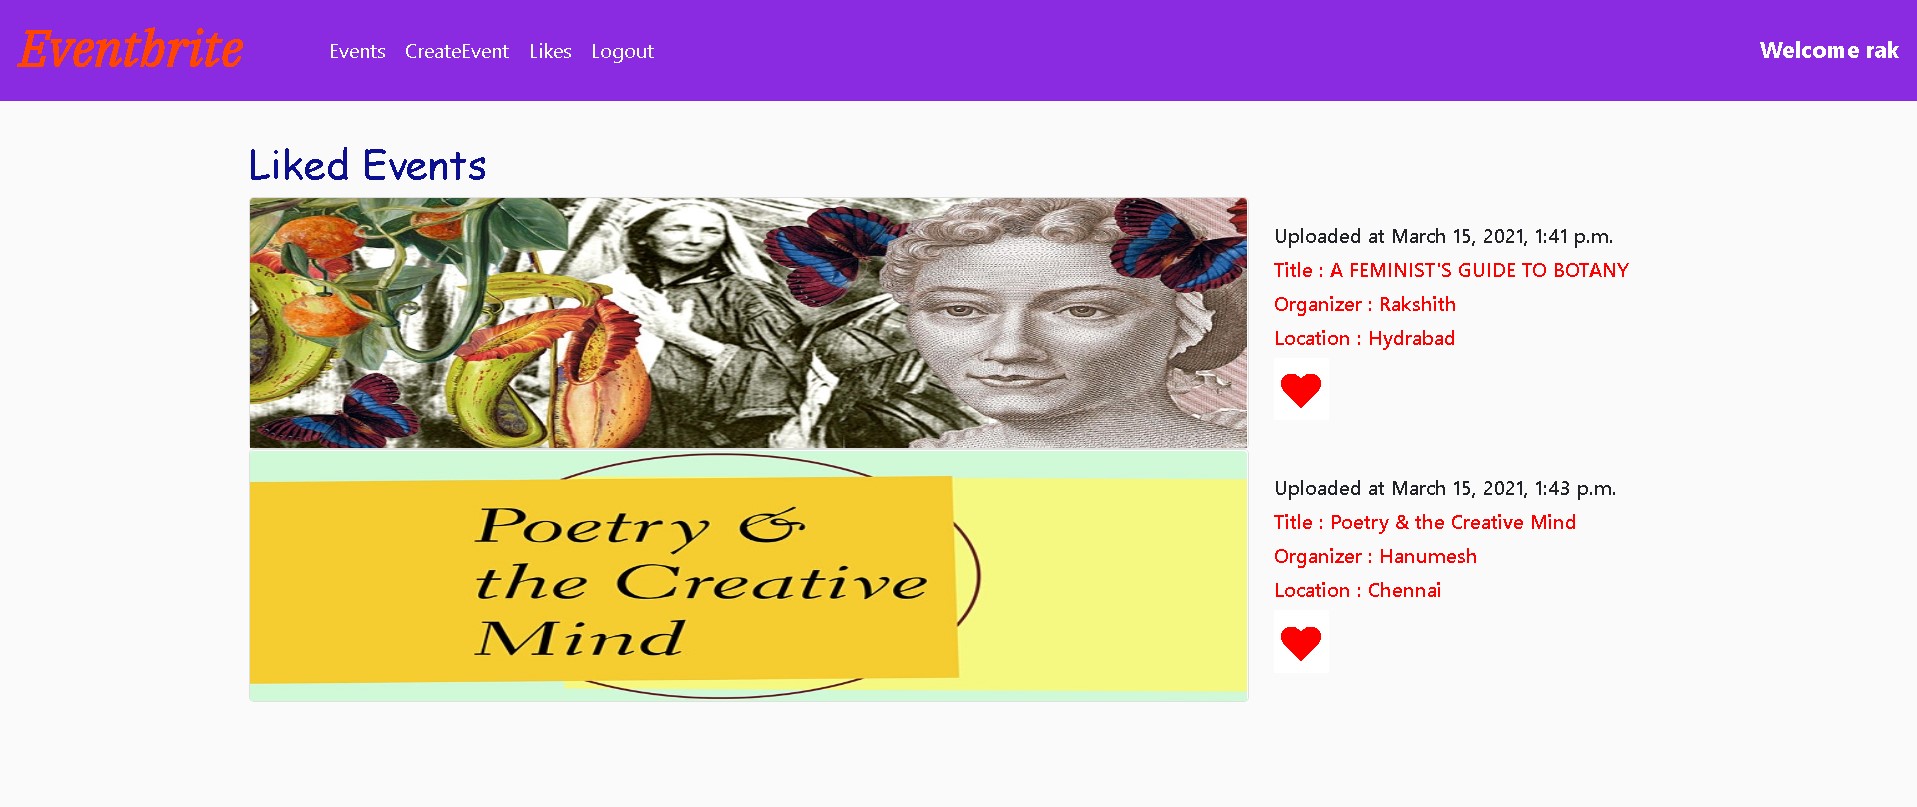 Eventbrite
Events CreateEvent Likes Logout
Welcome rak
Liked Events
Uploaded at March 15, 2021, 1:41 p.m.
Title : A FEMINIST'S GUIDE TO BOTANY
Organizer : Rakshith
Location : Hydrabad
Poetry &
the Creative
Mind
Uploaded at March 15, 2021, 1:43 p.m.
Title : Poetry & the Creative Mind
Organizer : Hanumesh
Location : Chennai